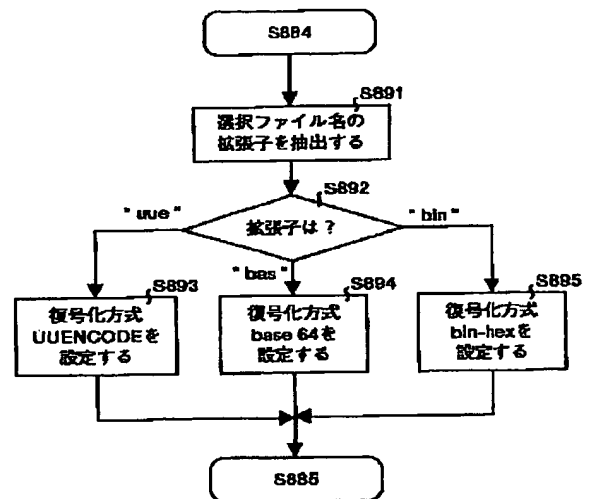 S884
S891
選択ファイル名の
拡張子を抽出する
S892
"uue"
拡張子は？
"bin"
"bas"
S893
S894
S895
復号化方式
UUENCODEを
設定する
復号化方式
base 64を
設定する
復号化方式
bin-hexを
設定する
S885